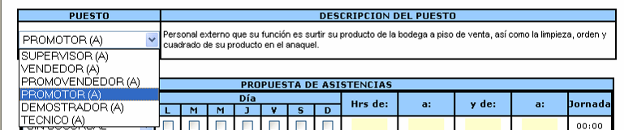 PUESTO DESCRIPCION DEL PUESTO
PROMOTOR (A)
Personal externo que su función es surtir su producto de la bodega a piso de venta, así como la limpieza, orden y
cuadrado de su producto en el anaquel.
SUPERVISOR (A)
VENDEDOR (A)
PROMOVENDEDOR (A)
PROMOTOR (A)
DEMOSTRADOR (A)
TECNICO (A)
PROPUESTA DE ASISTENCIAS
Día Hrs de: a: y de: a: Jornada
L M M J V S D
00:00